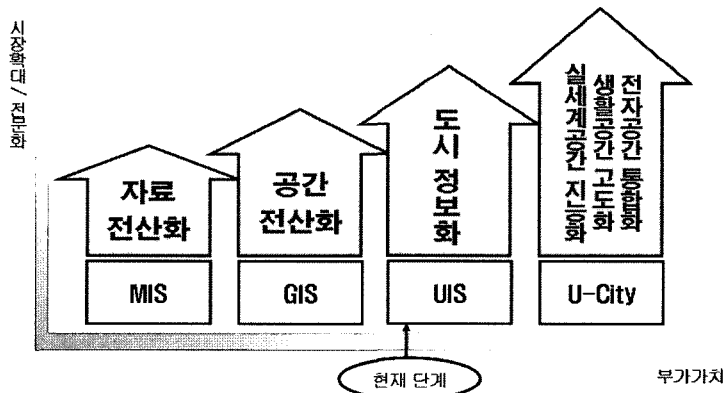 시장확대 / 전문화
자료
전산화
공간
전산화
도시 정보화
실세계공간 지능화
생활공간 고도화
전자공간 통합화
MIS
GIS
UIS
U-City
현재 단계
부가가치